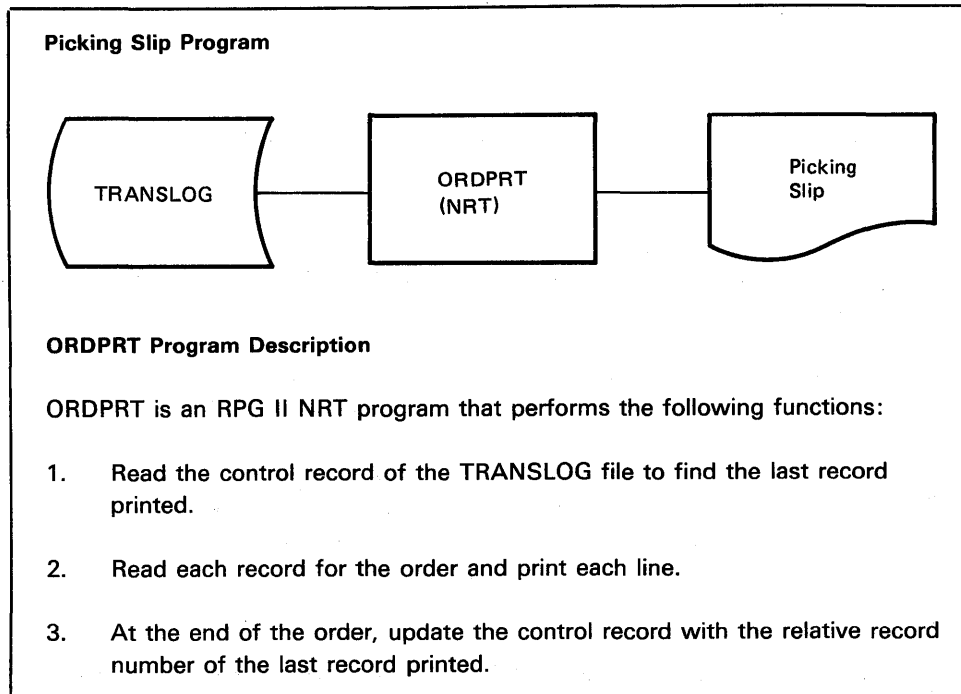 Picking Slip Program
TRANSLOG
ORDPRT
(NRT)
Picking
Slip
ORDPRT Program Description
ORDPRT is an RPG II NRT program that performs the following functions:
1. Read the control record of the TRANSLOG file to find the last record
printed.
2. Read each record for the order and print each line.
3. At the end of the order, update the control record with the relative record
number of the last record printed.